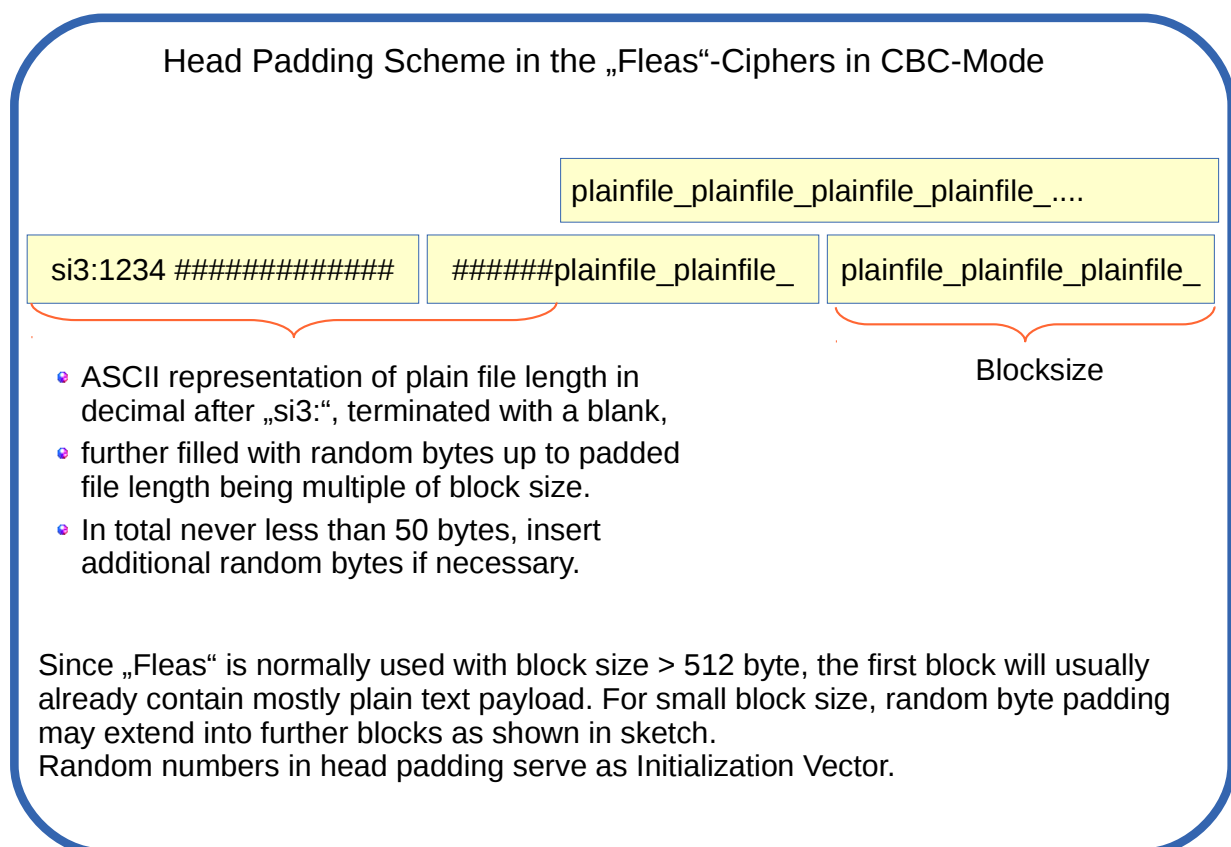 Head Padding Scheme in the „Fleas“-Ciphers in CBC-Mode
plainfile_plainfile_plainfile_plainfile_....
si3:1234 ############# ######plainfile_plainfile_ plainfile_plainfile_plainfile_
Blocksize
ASCII representation of plain file length in
decimal after „si3:“, terminated with a blank,
further filled with random bytes up to padded
file length being multiple of block size.
In total never less than 50 bytes, insert
additional random bytes if necessary.
Since „Fleas“ is normally used with block size > 512 byte, the first block will usually
already contain mostly plain text payload. For small block size, random byte padding
may extend into further blocks as shown in sketch.
Random numbers in head padding serve as Initialization Vector.